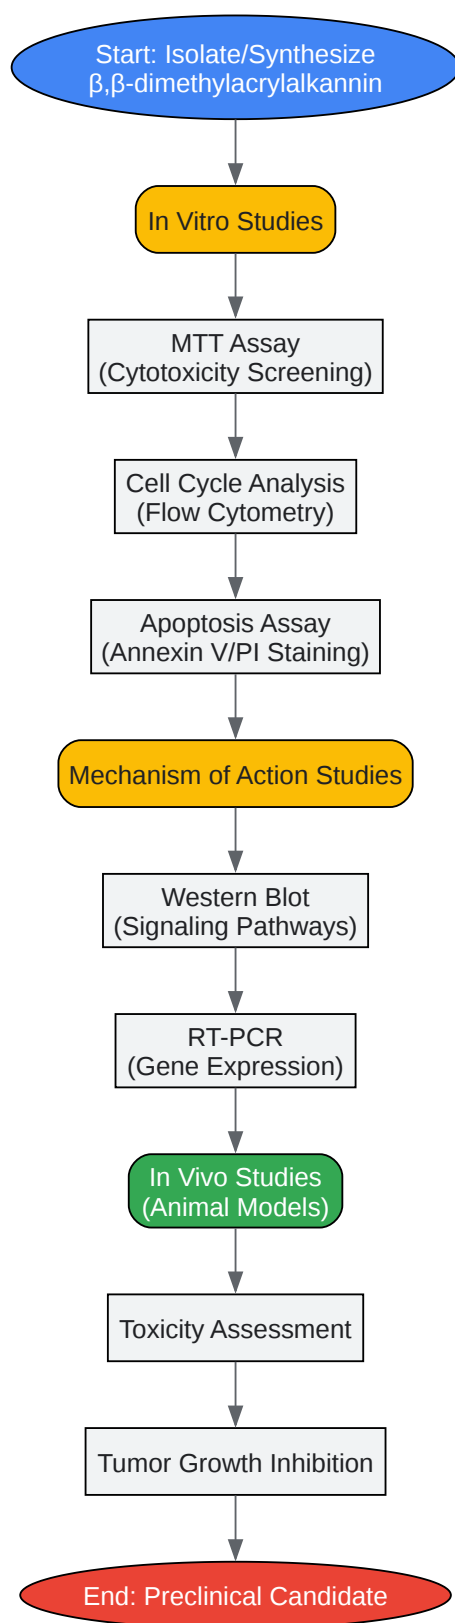 Start: Isolate/Synthesize
β,β-dimethylacrylalkannin
In Vitro Studies
MTT Assay
(Cytotoxicity Screening)
Cell Cycle Analysis
(Flow Cytometry)
Apoptosis Assay
(Annexin V/PI Staining)
Mechanism of Action Studies
Western Blot
(Signaling Pathways)
RT-PCR
(Gene Expression)
In Vivo Studies
(Animal Models)
Toxicity Assessment
Tumor Growth Inhibition
End: Preclinical Candidate